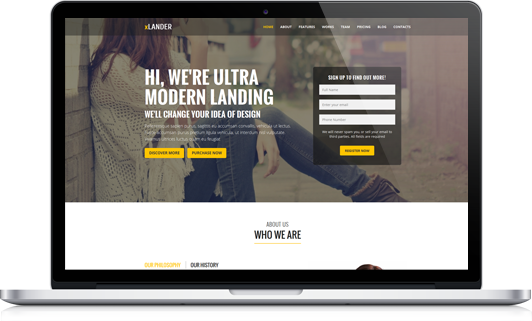 xLANDER
HOME ABOUT FEATURES WORKS TEAM PRICING BLOG CONTACTS
HI, WE'RE ULTRA
MODERN LANDING
WE'LL CHANGE YOUR IDEA OF DESIGN
DISCOVER MORE
PURCHASE NOW
SIGN UP TO FIND OUT MORE!
Full Name
Enter your email
Phone number
We will never spam you or sell your email to
third parties. All fields are required
REGISTER NOW
ABOUT US
WHO WE ARE
OUR PHILOSOPHY
OUR HISTORY